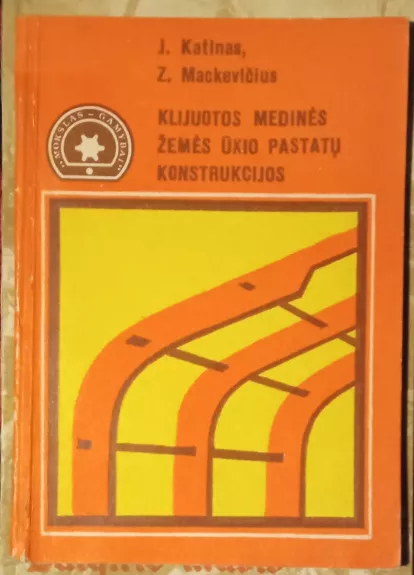 J. Katinas,
Z. Mackevičius
KLIJUOTOS MEDINĖS
ŽEMĖS ŪKIO PASTATŲ
KONSTRUKCIJOS
"MOKSLAS – GAMYBAI"